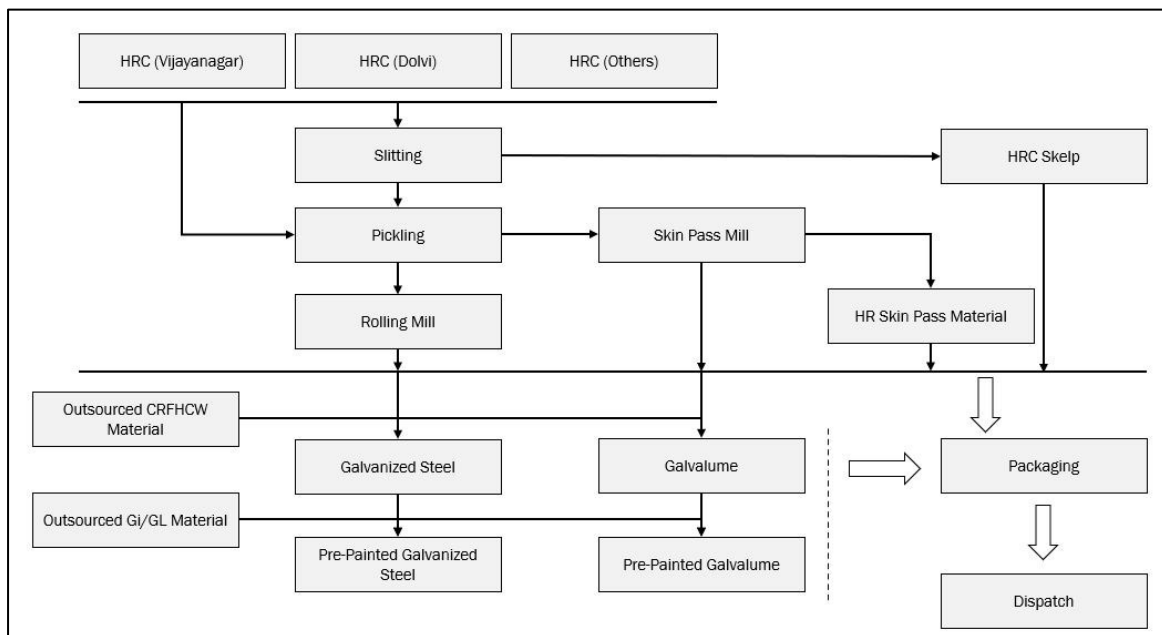 HRC (Vijayanagar)
HRC (Dolvi)
HRC (Others)
Slitting
HRC Skelp
Pickling
Skin Pass Mill
Rolling Mill
HR Skin Pass Material
Outsourced CRFHCW
Material
Galvanized Steel
Galvalume
Packaging
Outsourced Gi/GL Material
Pre-Painted Galvanized
Steel
Pre-Painted Galvalume
Dispatch